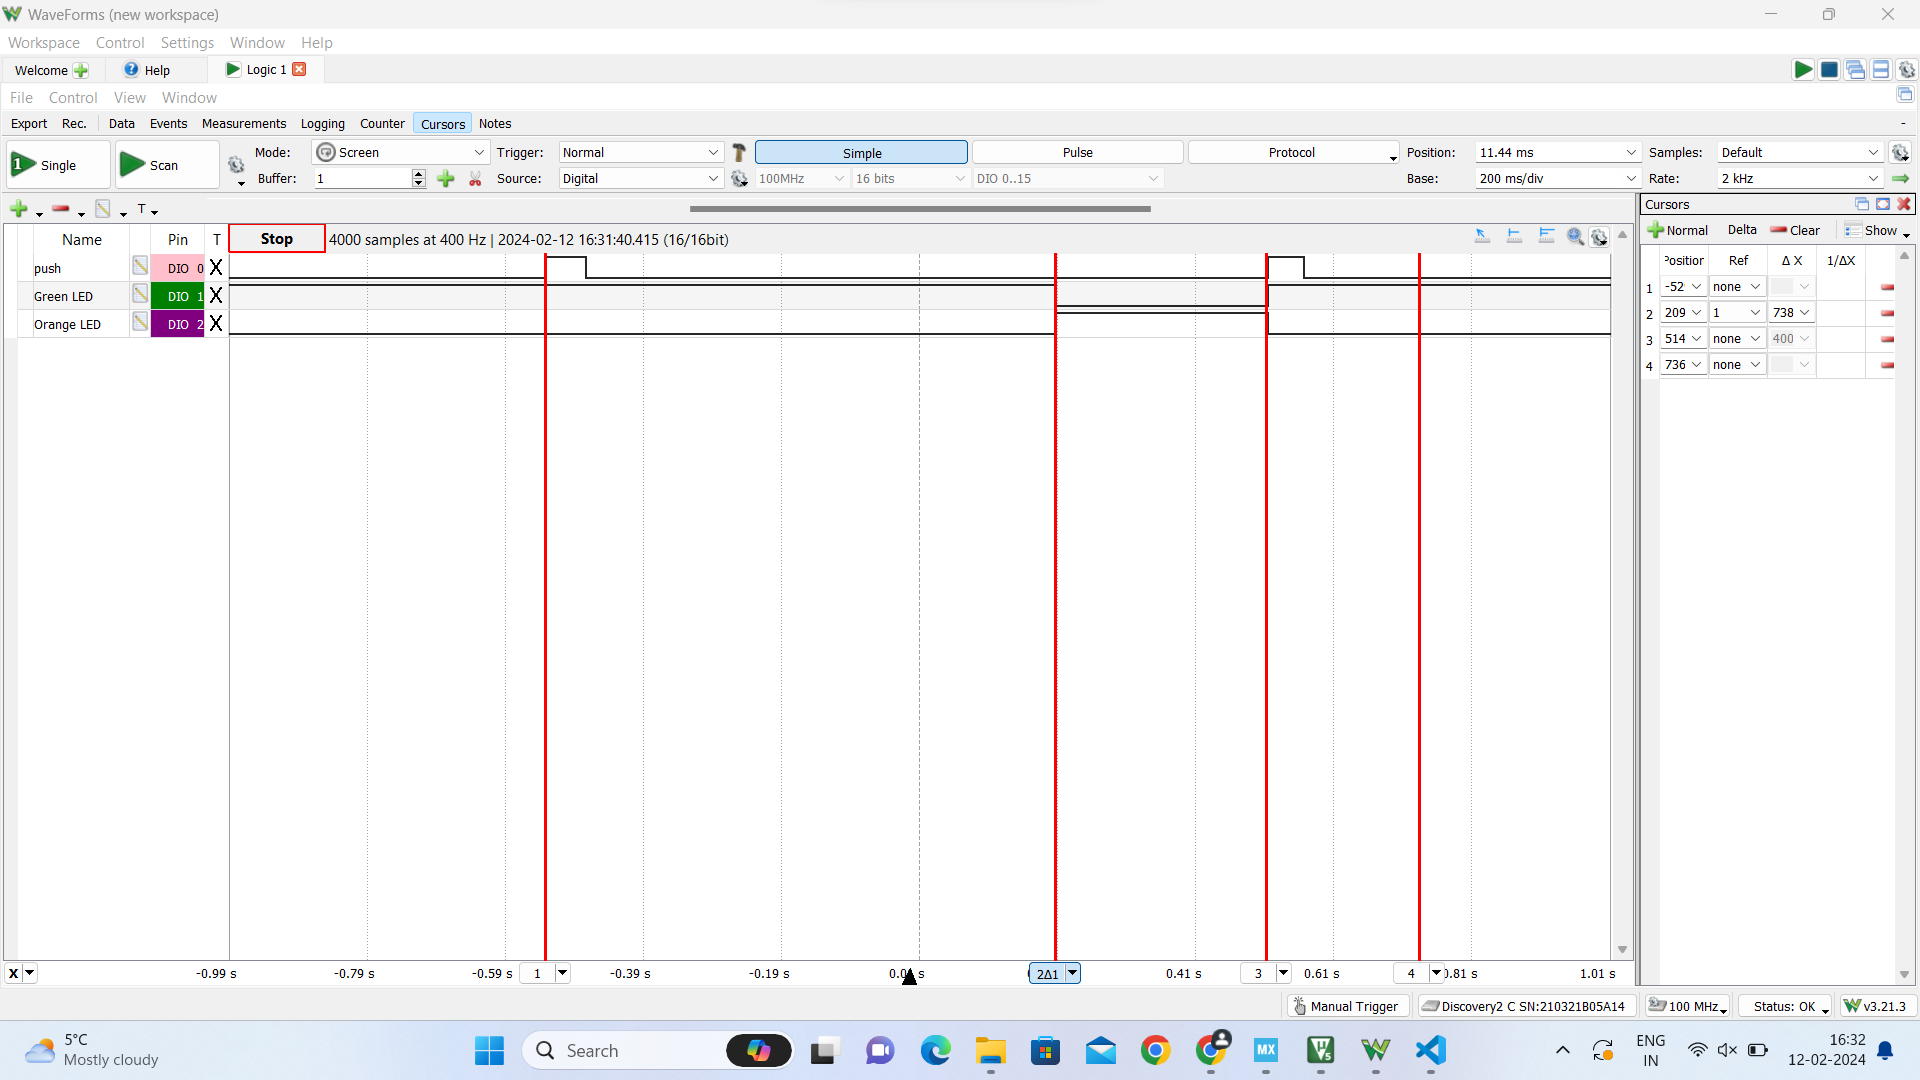 WaveForms (new workspace)
Workspace Control Settings Window Help
Welcome Help Logic 1
File Control View Window
Export Rec. Data Events Measurements Logging Counter Cursors Notes
Single Scan Mode: Screen Trigger: Normal Simple Pulse Protocol Position: 11.44 ms Samples: Default
Buffer: 1 Source: Digital 100MHz 16 bits DIO 0..15 Base: 200 ms/div Rate: 2 kHz
T Cursors
Normal Delta Clear Show
Name Pin T Stop 4000 samples at 400 Hz | 2024-02-12 16:31:40.415 (16/16bit)
Position Ref Δ X 1/ΔX
push DIO 0 X
1 -52 none
Green LED DIO 1 X
2 209 1 738
Orange LED DIO 2 X
3 514 none 400
4 736 none
X -0.99 s -0.79 s -0.59 s 1 -0.39 s -0.19 s 2Δ1 0.41 s 3 0.61 s 4 0.81 s 1.01 s
Manual Trigger Discovery2 C SN:210321B05A14 100 MHz Status: OK v3.21.3
5°C
Mostly cloudy
Search
ENG
IN
16:32
12-02-2024